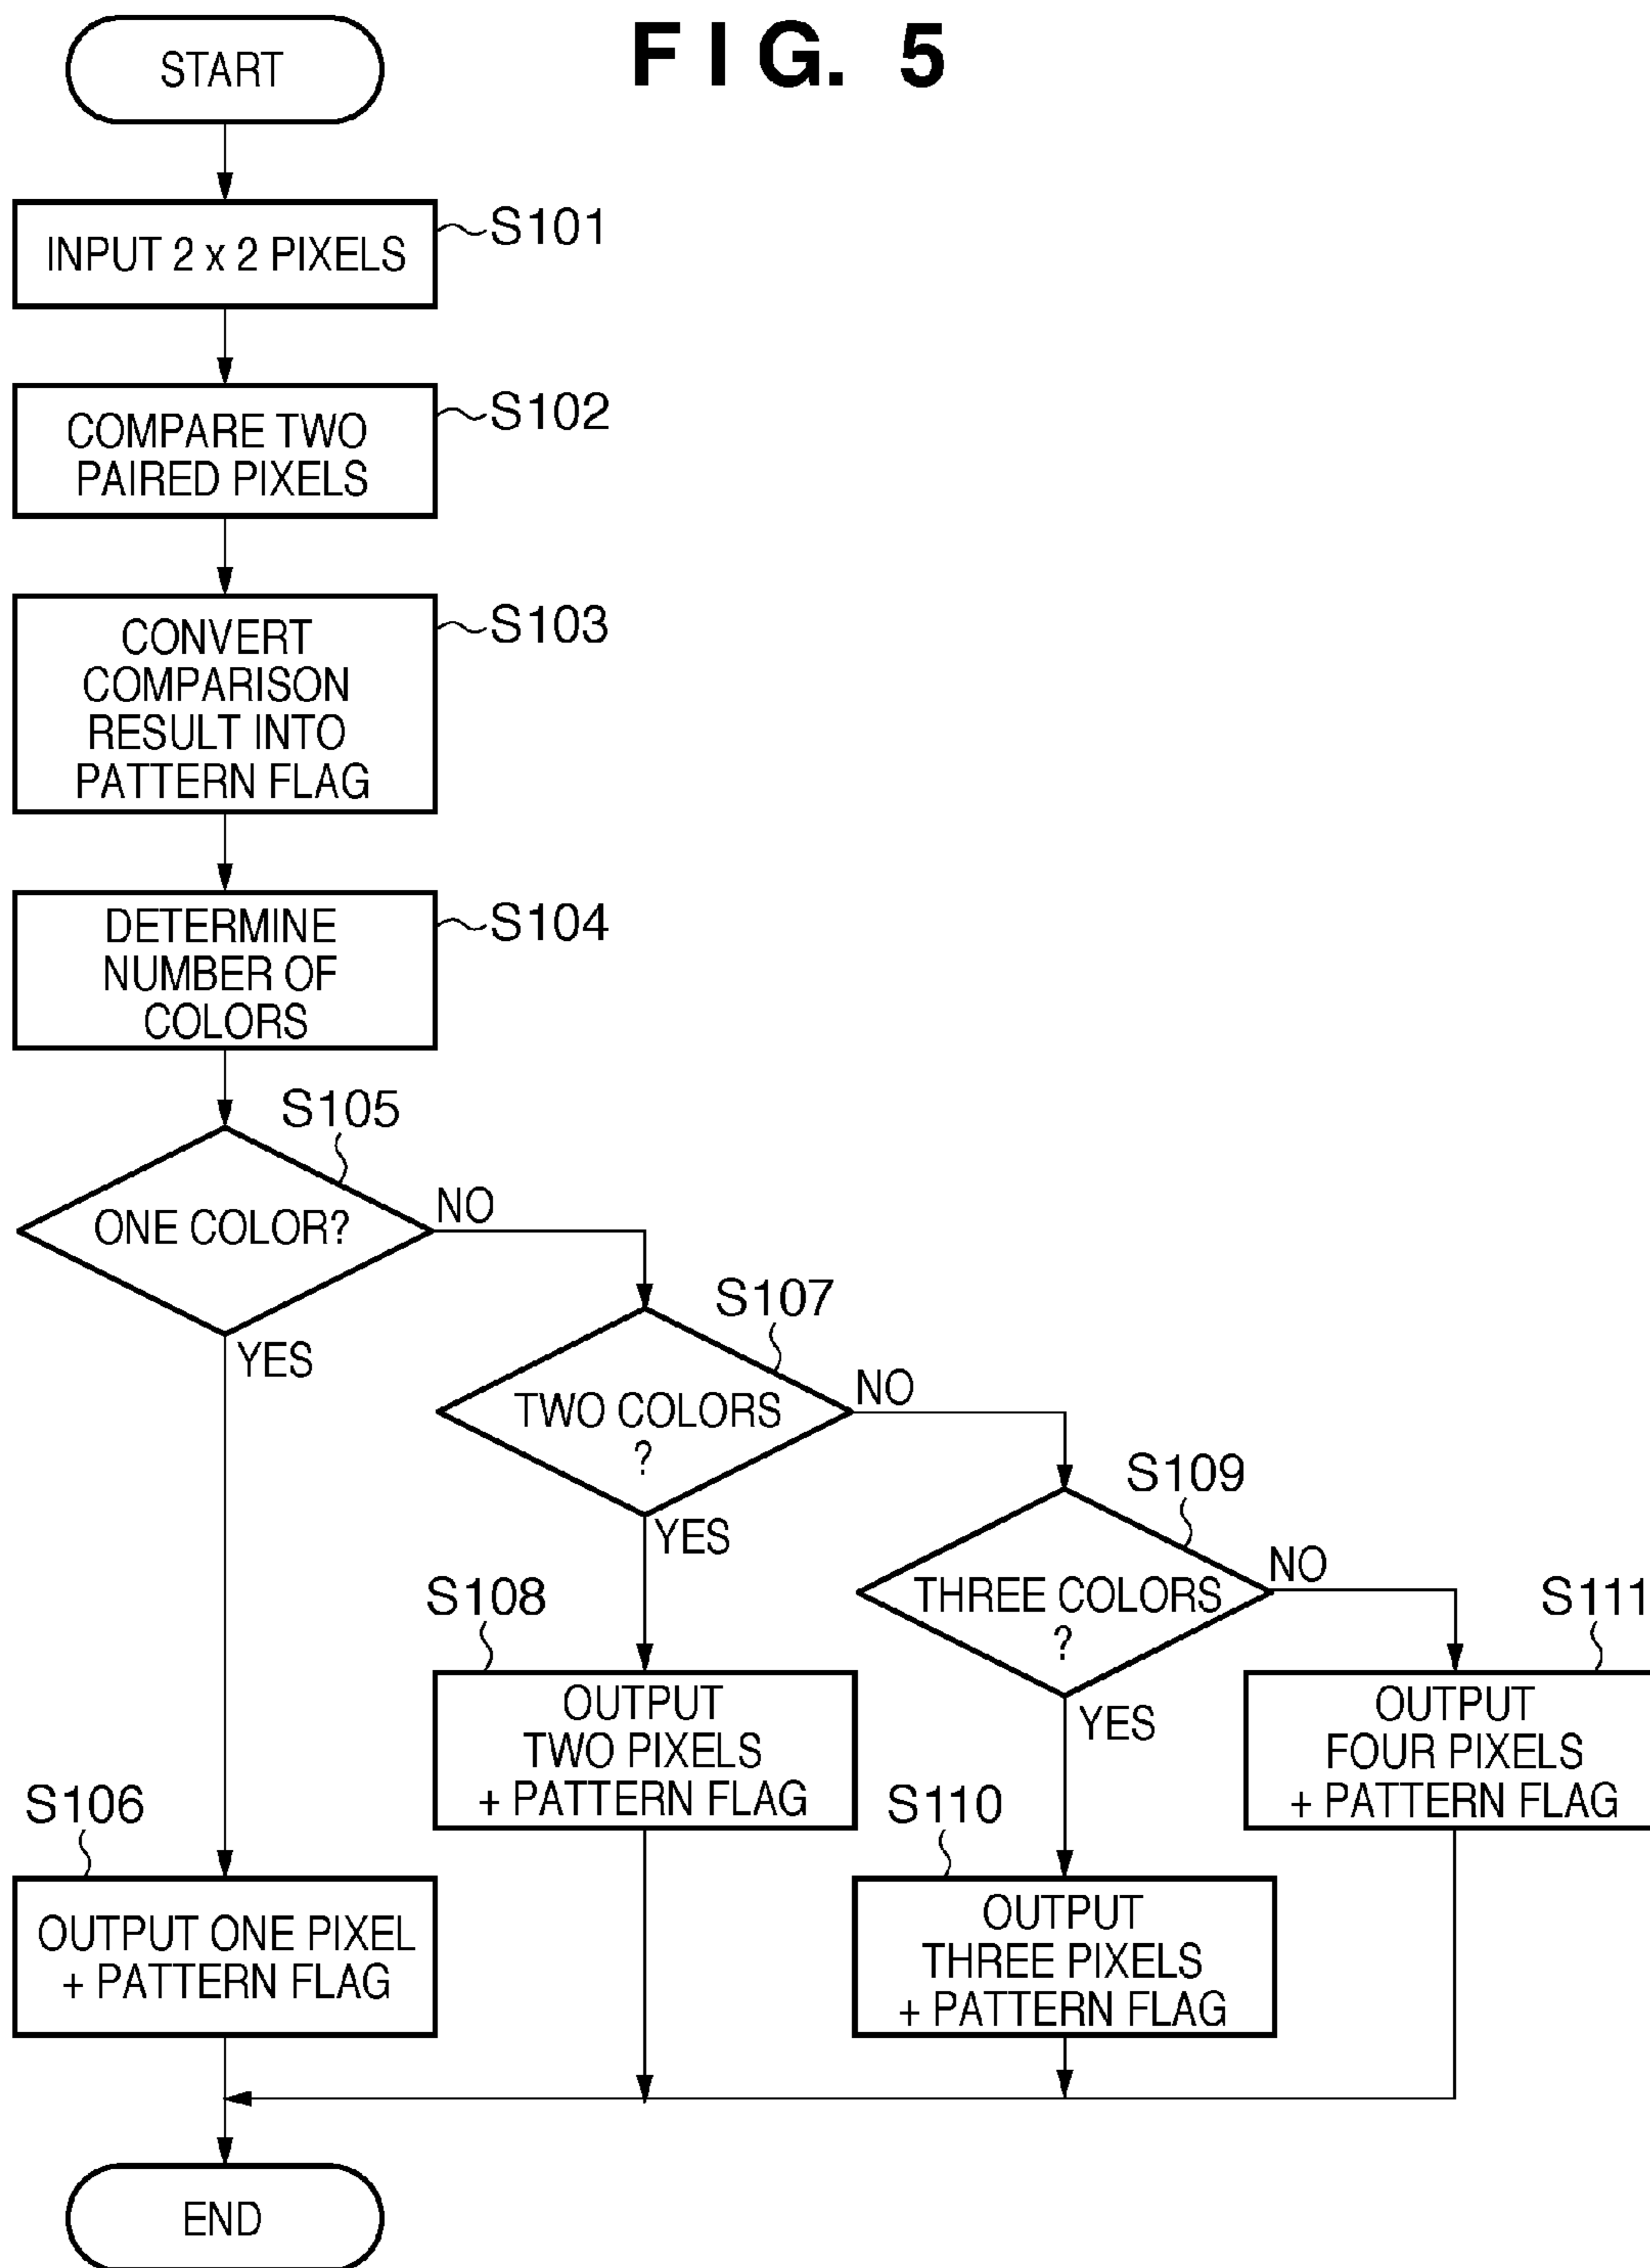 FIG. 5
START
INPUT 2 x 2 PIXELS
S101
COMPARE TWO
PAIRED PIXELS
S102
CONVERT
COMPARISON
RESULT INTO
PATTERN FLAG
S103
DETERMINE
NUMBER OF
COLORS
S104
S105
ONE COLOR?
NO
YES
S107
TWO COLORS
?
NO
YES
S109
THREE COLORS
?
NO
YES
S108
OUTPUT
TWO PIXELS
+ PATTERN FLAG
S111
OUTPUT
FOUR PIXELS
+ PATTERN FLAG
S106
OUTPUT ONE PIXEL
+ PATTERN FLAG
S110
OUTPUT
THREE PIXELS
+ PATTERN FLAG
END